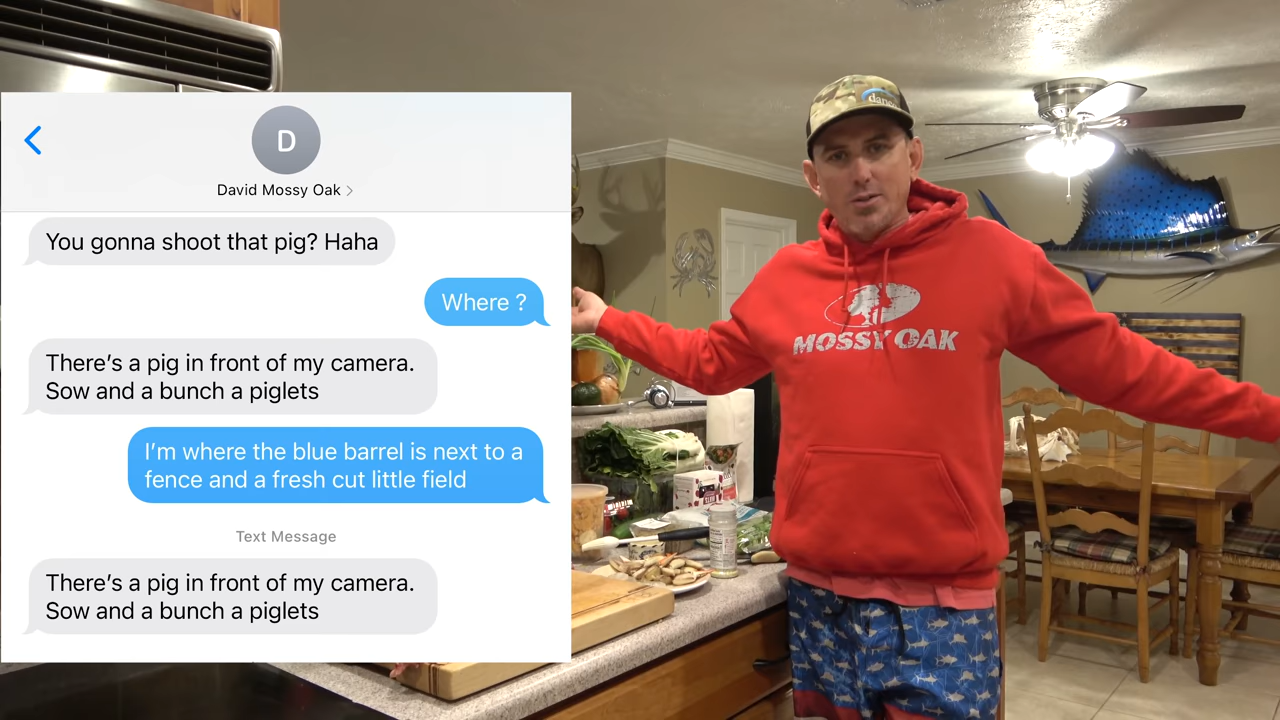 D
David Mossy Oak
You gonna shoot that pig? Haha
Where ?
There's a pig in front of my camera.
Sow and a bunch a piglets
I'm where the blue barrel is next to a
fence and a fresh cut little field
Text Message
There's a pig in front of my camera.
Sow and a bunch a piglets
MOSSY OAK